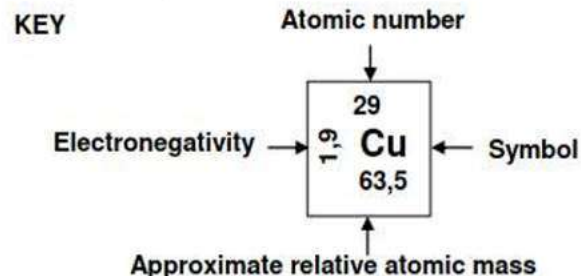 KEY
Atomic number
29
Electronegativity
1,9
Cu
Symbol
63,5
Approximate relative atomic mass